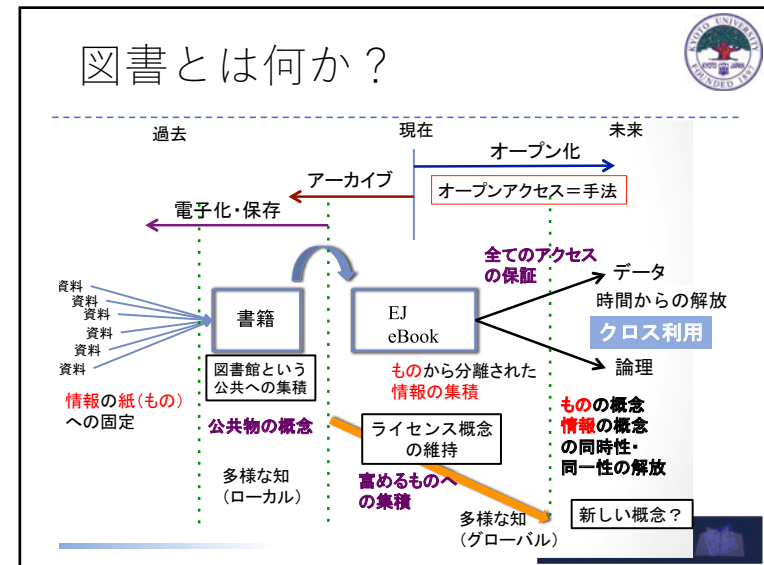 図書とは何か?
KYOTO UNIVERSITY
KYOTO JAPAN
FOUNDED 1897
過去
現在
未来
オープン化
アーカイブ
オープンアクセス=手法
電子化・保存
全てのアクセス
の保証
データ
資料
資料
資料
資料
資料
資料
書籍
EJ
eBook
時間からの解放
クロス利用
論理
図書館という
公共への集積
ものから分離された
情報の集積
情報の紙(もの)
への固定
公共物の概念
ライセンス概念
の維持
ものの概念
情報の概念
の同時性・
同一性の解放
多様な知
(ローカル)
富めるものへ
の集積
多様な知
(グローバル)
新しい概念?